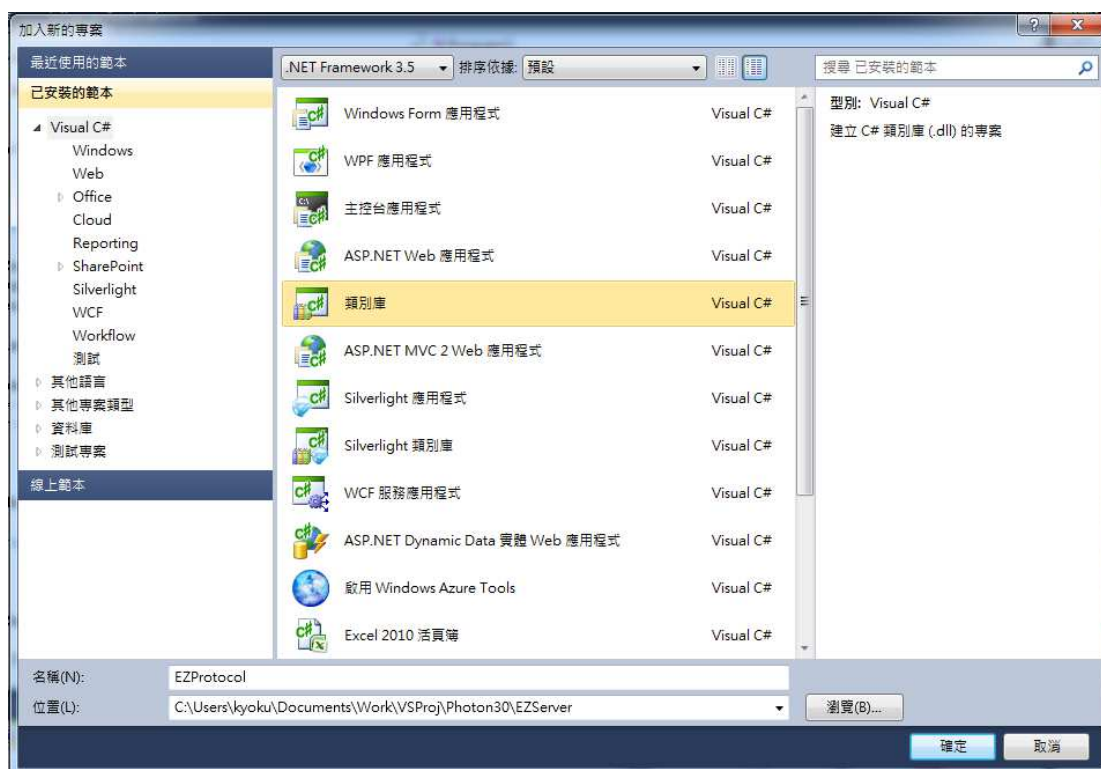 加入新的專案
最近使用的範本
已安裝的範本
Visual C#
Windows
Web
Office
Cloud
Reporting
SharePoint
Silverlight
WCF
Workflow
測試
其他語言
其他專案類型
資料庫
測試專案
線上範本
.NET Framework 3.5 排序依據: 預設
Windows Form 應用程式 Visual C#
WPF 應用程式 Visual C#
主控台應用程式 Visual C#
ASP.NET Web 應用程式 Visual C#
類別庫 Visual C#
ASP.NET MVC 2 Web 應用程式 Visual C#
Silverlight 應用程式 Visual C#
Silverlight 類別庫 Visual C#
WCF 服務應用程式 Visual C#
ASP.NET Dynamic Data 實體 Web 應用程式 Visual C#
啟用 Windows Azure Tools Visual C#
Excel 2010 活頁簿 Visual C#
搜尋 已安裝的範本
型別: Visual C#
建立 C# 類別庫 (.dll) 的專案
名稱(N): EZProtocol
位置(L): C:\Users\kyoku\Documents\Work\VSProj\Photon30\EZServer 瀏覽(B)...
確定 取消